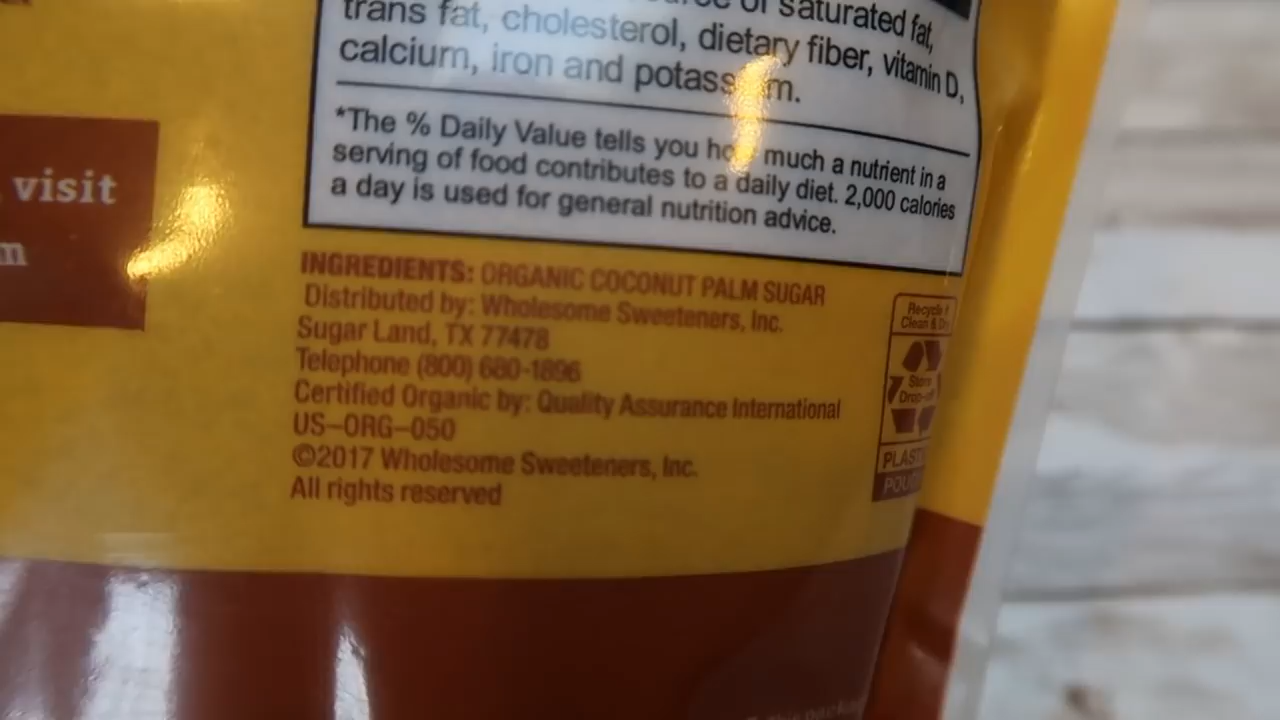 of saturated fat,
trans fat, cholesterol, dietary fiber, vitamin D,
calcium, iron and potassium.
*The % Daily Value tells you how much a nutrient in a
serving of food contributes to a daily diet. 2,000 calories
a day is used for general nutrition advice.
visit
INGREDIENTS: ORGANIC COCONUT PALM SUGAR
Distributed by: Wholesome Sweeteners, Inc.
Sugar Land, TX 77478
Telephone (800) 680-1896
Certified Organic by: Quality Assurance International
US-ORG-050
©2017 Wholesome Sweeteners, Inc.
All rights reserved
Recycle if
Clean & Dry
Store
Drop-off
PLASTIC
POUCH